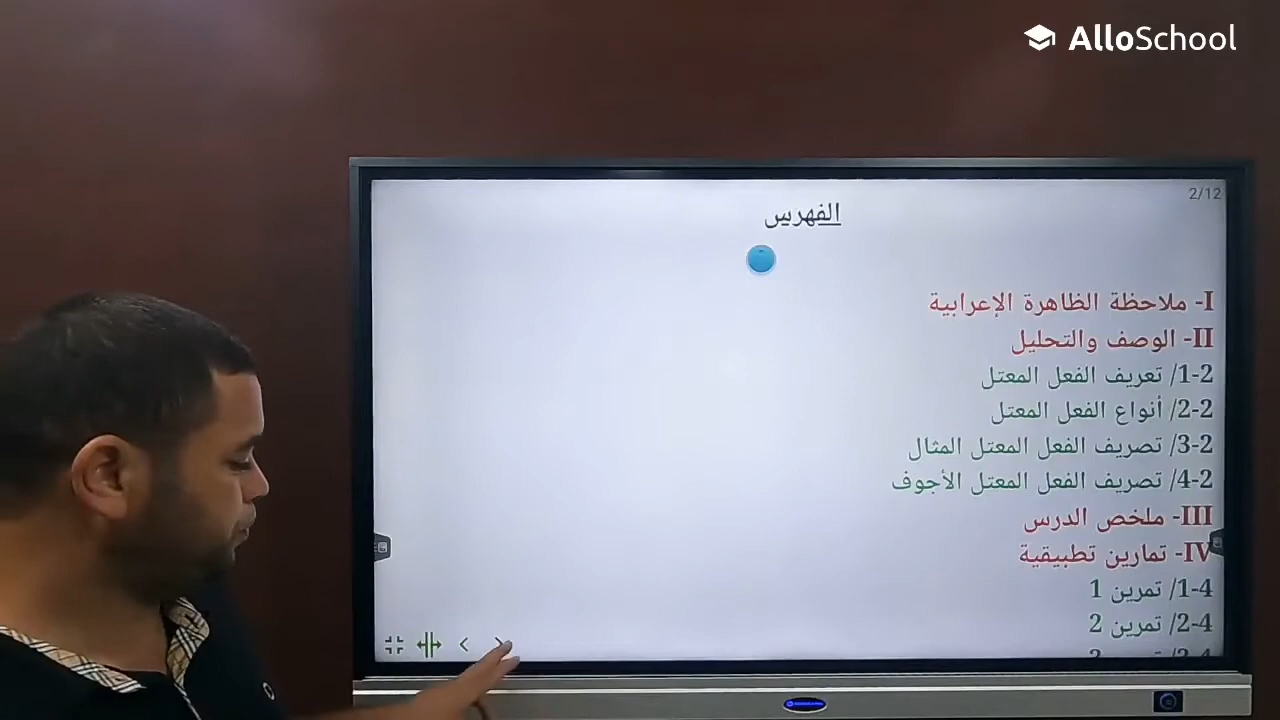 AlloSchool
2/12
الفهرس
I- ملاحظة الظاهرة الإعرابية
II- الوصف والتحليل
2-1/ تعريف الفعل المعتل
2-2/ أنواع الفعل المعتل
2-3/ تصريف الفعل المعتل المثال
2-4/ تصريف الفعل المعتل الأجوف
III- ملخص الدرس
IV- تمارين تطبيقية
4-1/ تمرين 1
4-2/ تمرين 2